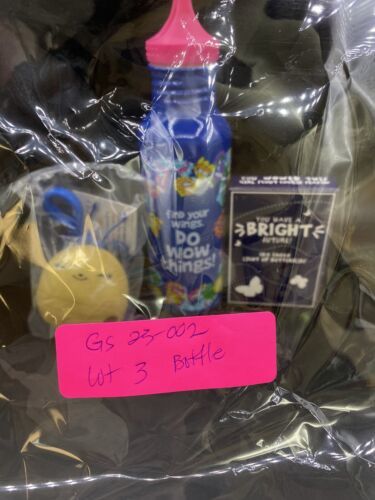 find your
wings.
DO
WOW
things!
YOU HAVE A
BRIGHT
FUTURE!
Gs 23-002
Lot 3 Bottle